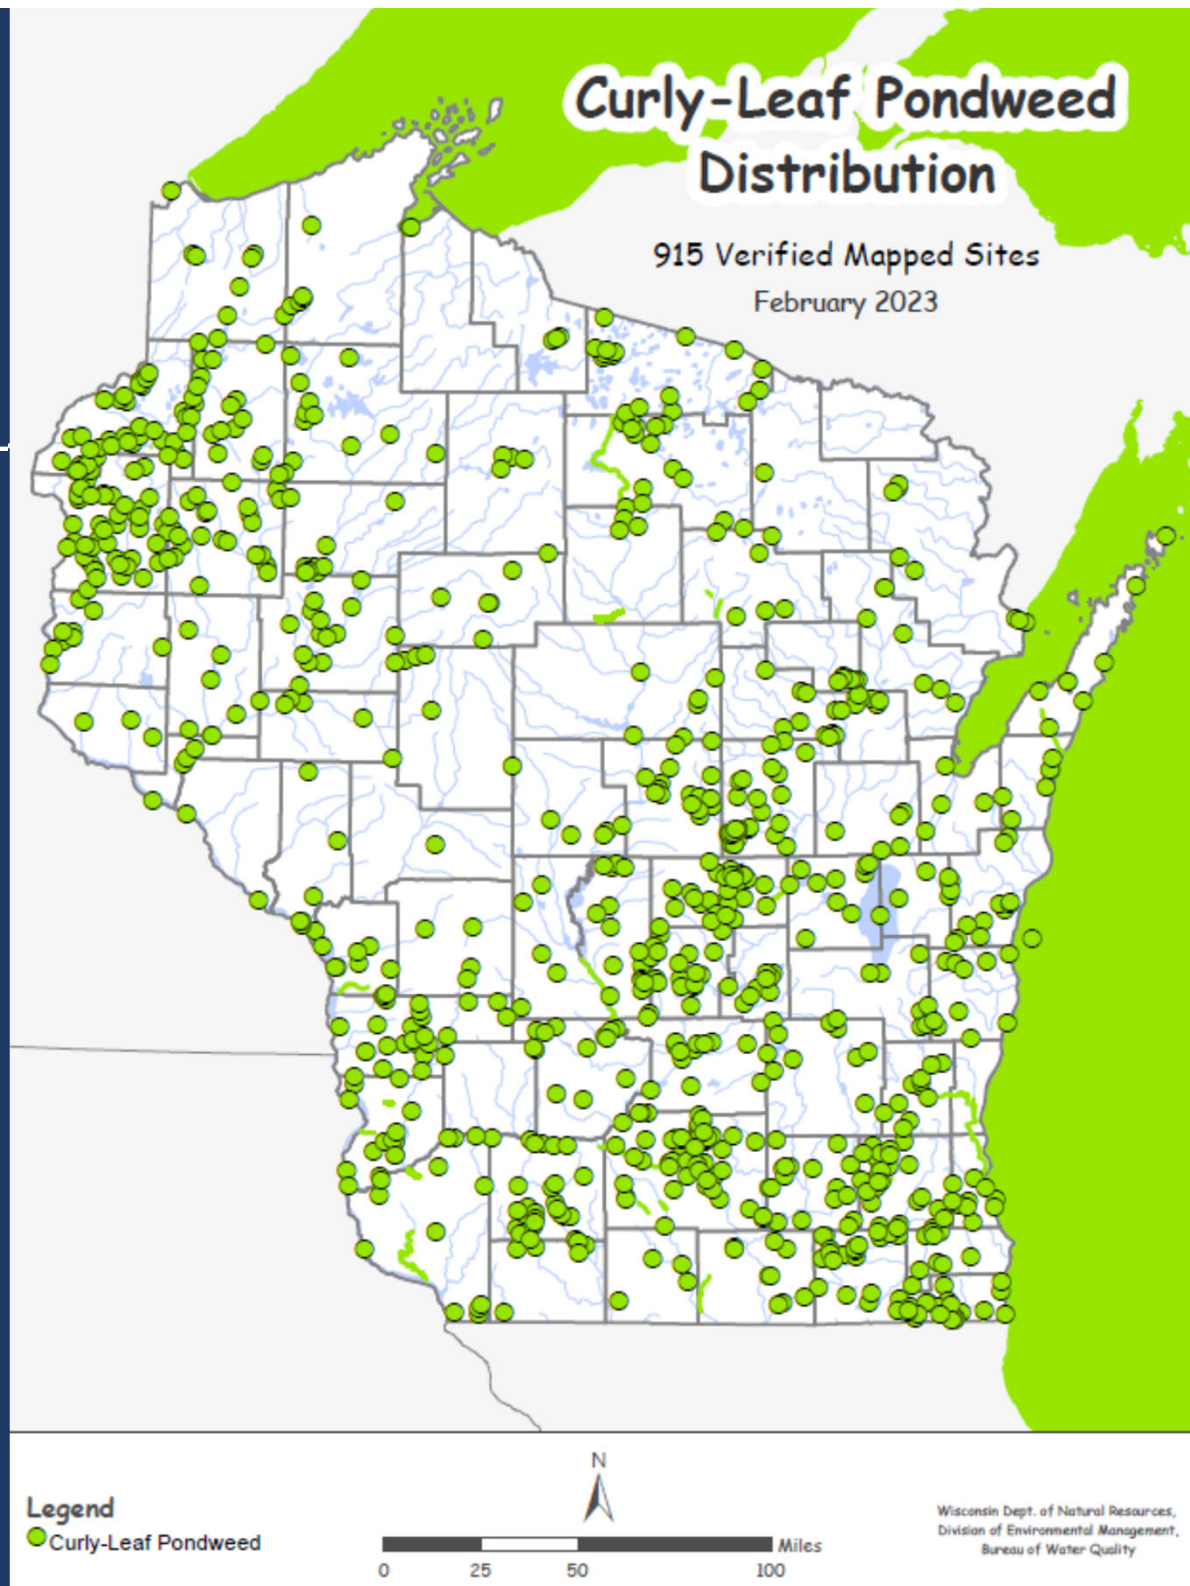 Curly-Leaf Pondweed
Distribution
915 Verified Mapped Sites
February 2023
N
Legend
Curly-Leaf Pondweed
Miles
0 25 50 100
Wisconsin Dept. of Natural Resources,
Division of Environmental Management,
Bureau of Water Quality